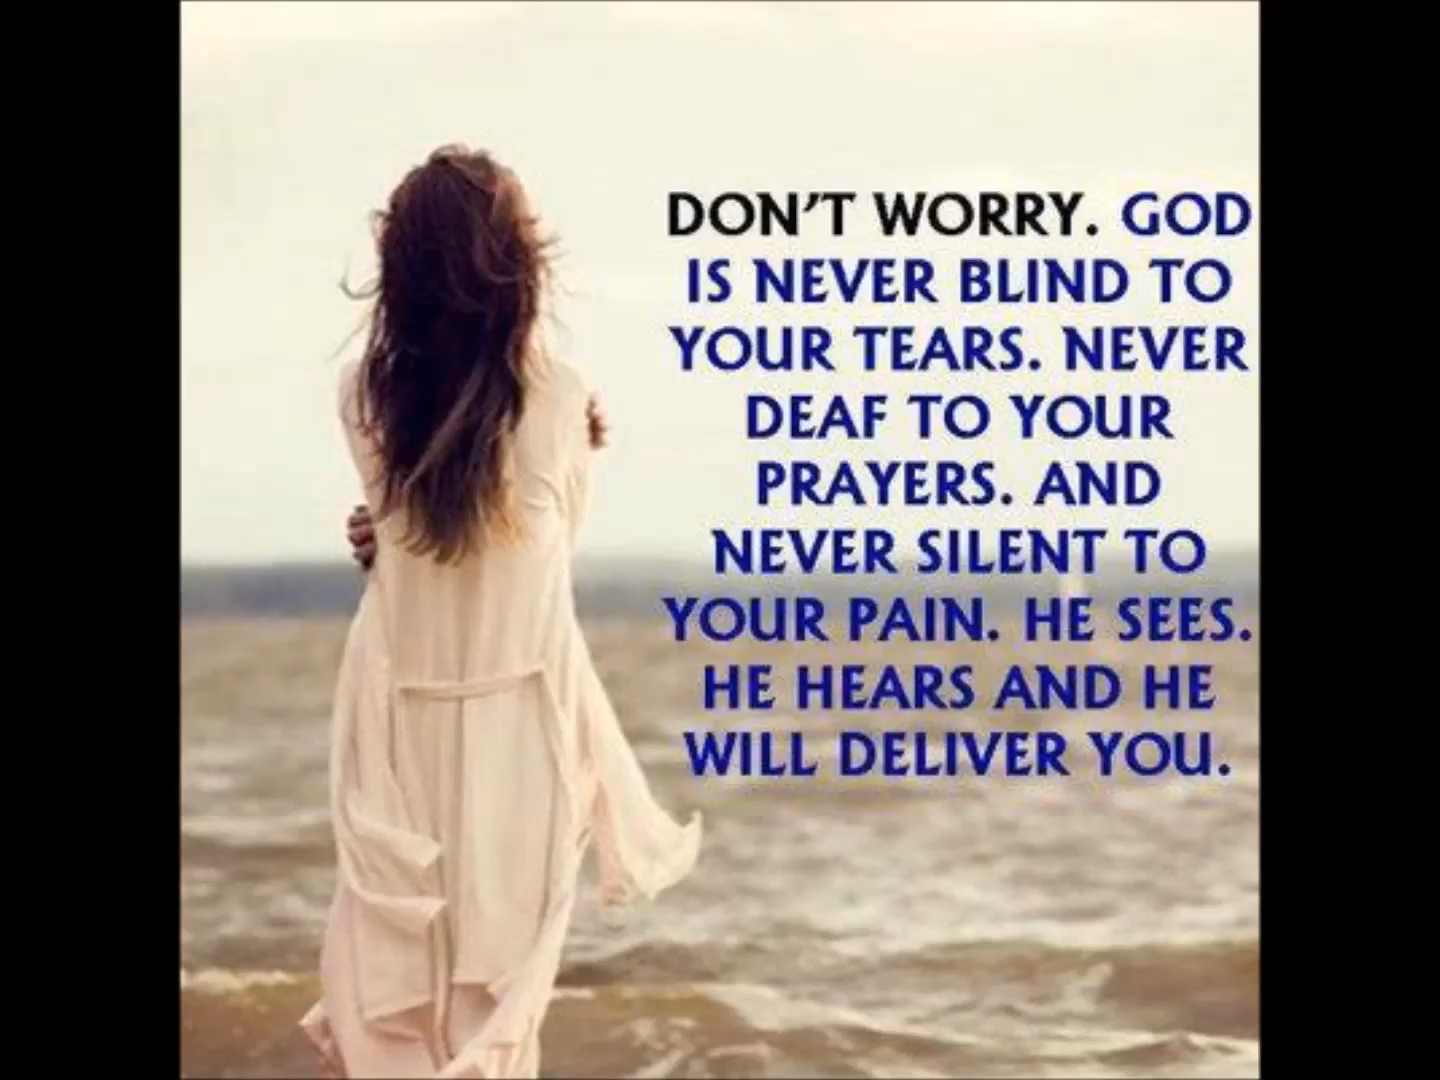 DON'T WORRY. GOD
IS NEVER BLIND TO
YOUR TEARS. NEVER
DEAF TO YOUR
PRAYERS. AND
NEVER SILENT TO
YOUR PAIN. HE SEES.
HE HEARS AND HE
WILL DELIVER YOU.